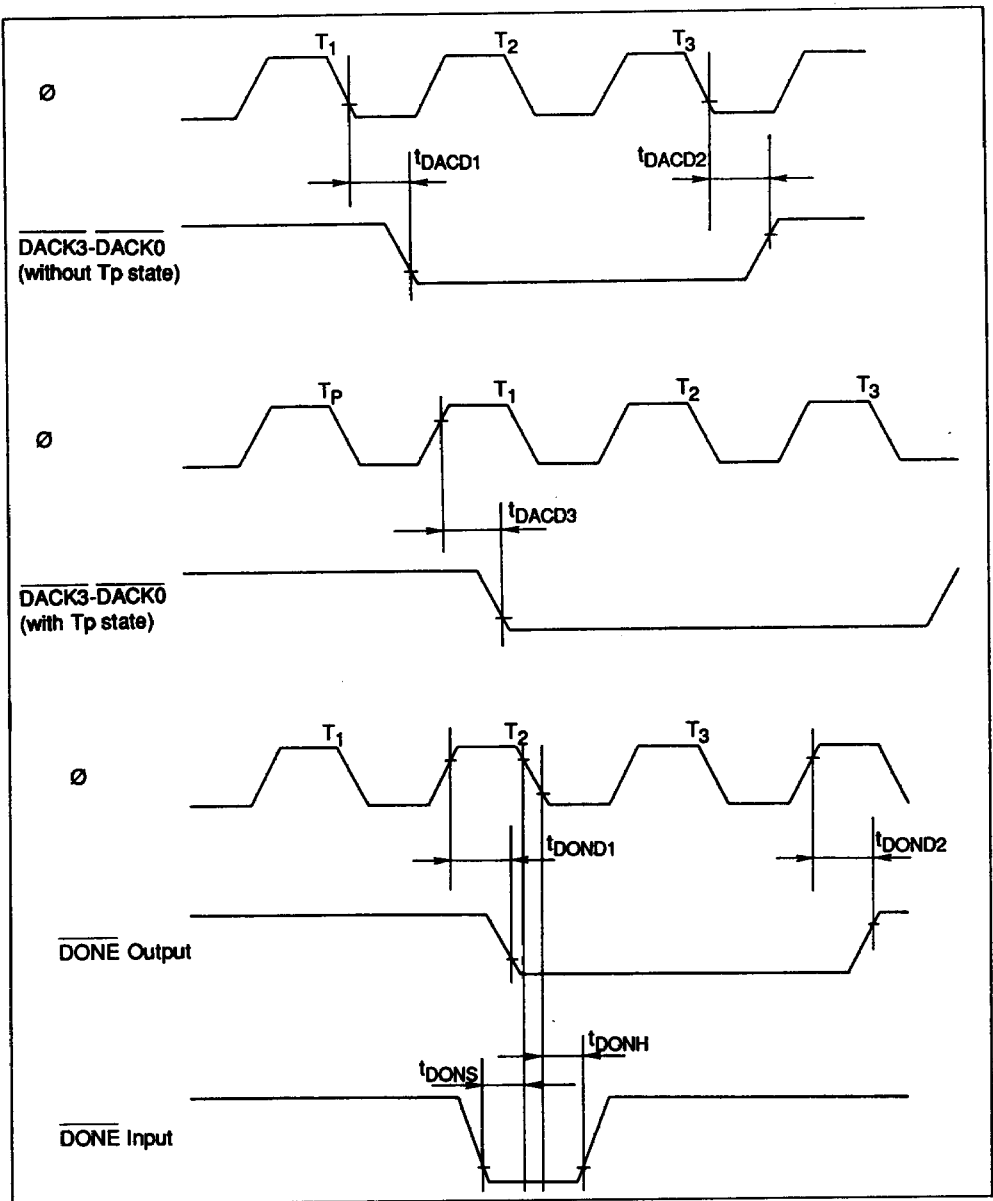 T1 T2 T3
Ø
tDACD1 tDACD2
DACK3-DACK0
(without Tp state)
TP T1 T2 T3
Ø
tDACD3
DACK3-DACK0
(with Tp state)
T1 T2 T3
Ø
tDOND1 tDOND2
DONE Output
tDONH
tDONS
DONE Input